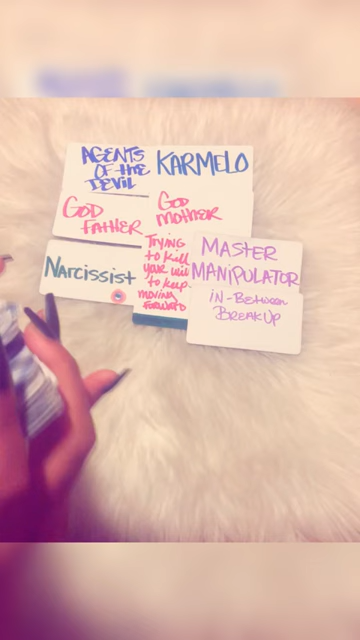 AGENTS
OF the
DEVIL
KARMELO
GOD
FATHER
GOD
MOTHER
Narcissist
TRYING
to kill
your will
to keep
moving
FORWARD
MASTER
MANiPULATOR
iN-BETWEEN
BREAKUP